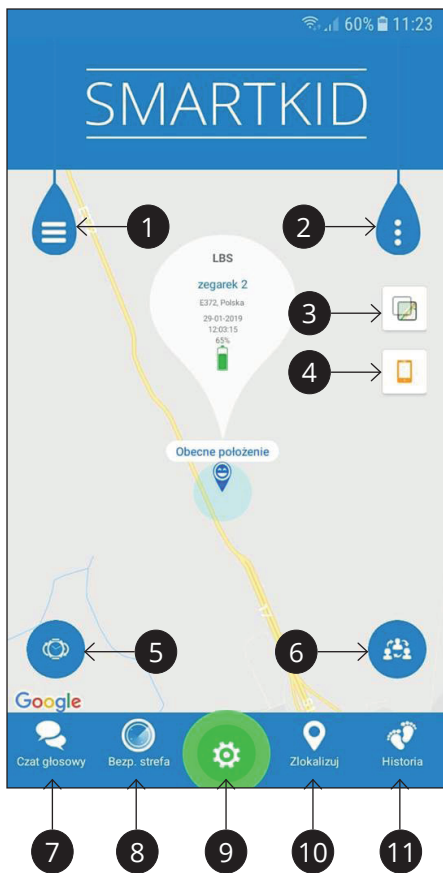 60% 11:23
SMARTKID
1
2
LBS
zegarek 2
E372, Polska
29-01-2019
12:03:15
65%
3
4
Obecne położenie
5
6
Google
Czat głosowy
Bezp. strefa
Zlokalizuj
Historia
7
8
9
10
11